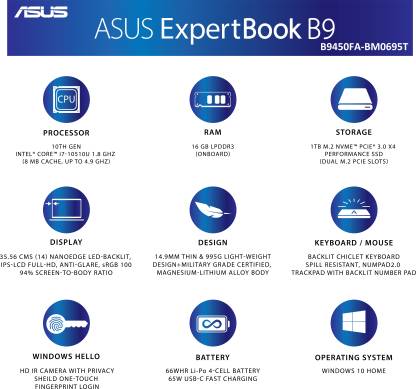 ASUS
ASUS ExpertBook B9
B9450FA-BM0695T
CPU
PROCESSOR
10TH GEN
INTEL® CORE™ i7-10510U 1.8 GHZ
(8 MB CACHE, UP TO 4.9 GHZ)
RAM
16 GB LPDDR3
(ONBOARD)
STORAGE
1TB M.2 NVME™ PCIE® 3.0 X4
PERFORMANCE SSD
(DUAL M.2 PCIE SLOTS)
DISPLAY
35.56 CMS (14) NANOEDGE LED-BACKLIT,
IPS-LCD FULL-HD, ANTI-GLARE, sRGB 100
94% SCREEN-TO-BODY RATIO
DESIGN
14.9MM THIN & 995G LIGHT-WEIGHT
DESIGN+MILITARY GRADE CERTIFIED,
MAGNESIUM-LITHIUM ALLOY BODY
KEYBOARD / MOUSE
BACKLIT CHICLET KEYBOARD
SPILL RESISTANT, NUMPAD2.0
TRACKPAD WITH BACKLIT NUMBER PAD
WINDOWS HELLO
HD IR CAMERA WITH PRIVACY
SHEILD ONE-TOUCH
FINGERPRINT LOGIN
BATTERY
66WHR Li-Po 4-CELL BATTERY
65W USB-C FAST CHARGING
OPERATING SYSTEM
WINDOWS 10 HOME